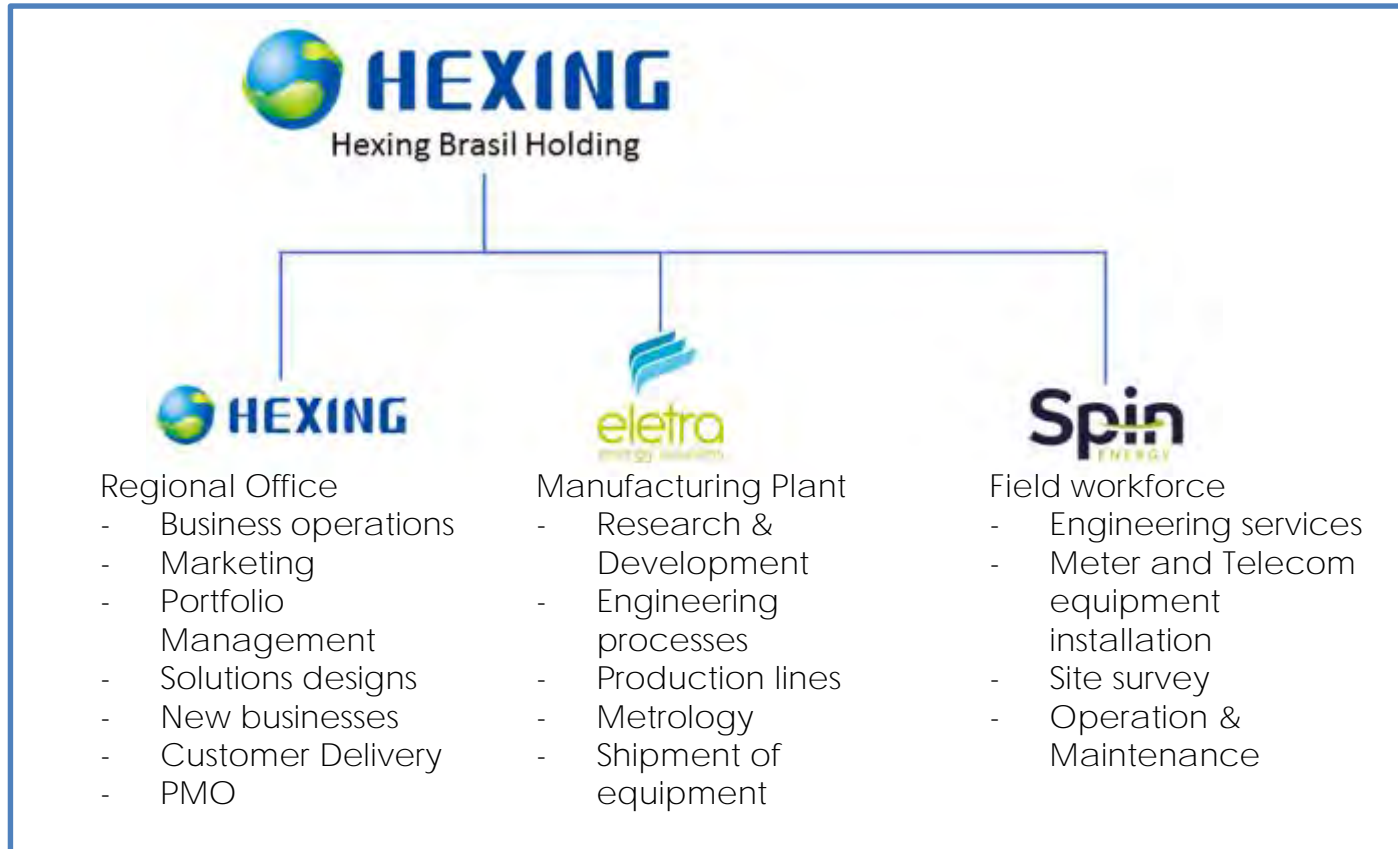 HEXING
Hexing Brasil Holding
HEXING
eletra
energy solutions
Spin
ENERGY
Regional Office
- Business operations
- Marketing
- Portfolio
Management
- Solutions designs
- New businesses
- Customer Delivery
- PMO
Manufacturing Plant
- Research &
Development
- Engineering
processes
- Production lines
- Metrology
- Shipment of
equipment
Field workforce
- Engineering services
- Meter and Telecom
equipment
installation
- Site survey
- Operation &
Maintenance